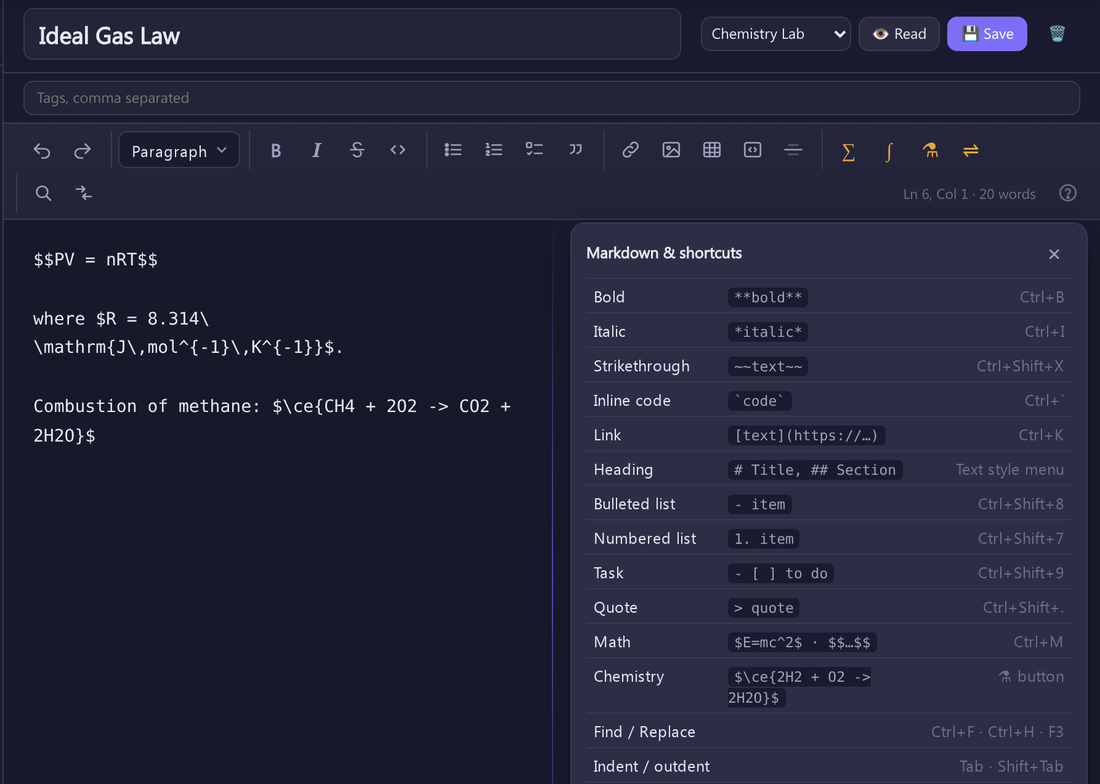 Ideal Gas Law
Chemistry Lab
Read
Save
Tags, comma separated
Paragraph
B I S <>
∑ ∫ ⚗ ⇌
Ln 6, Col 1 · 20 words
$$PV = nRT$$
where $R = 8.314\
\mathrm{J\,mol^{-1}\,K^{-1}}$.
Combustion of methane: $\ce{CH4 + 2O2 -> CO2 +
2H2O}$
Markdown & shortcuts
Bold **bold** Ctrl+B
Italic *italic* Ctrl+I
Strikethrough ~~text~~ Ctrl+Shift+X
Inline code `code` Ctrl+`
Link [text](https://…) Ctrl+K
Heading # Title, ## Section Text style menu
Bulleted list - item Ctrl+Shift+8
Numbered list 1. item Ctrl+Shift+7
Task - [ ] to do Ctrl+Shift+9
Quote > quote Ctrl+Shift+.
Math $E=mc^2$ · $$…$$ Ctrl+M
Chemistry $\ce{2H2 + O2 -> ⚗ button
2H2O}$
Find / Replace Ctrl+F · Ctrl+H · F3
Indent / outdent Tab · Shift+Tab